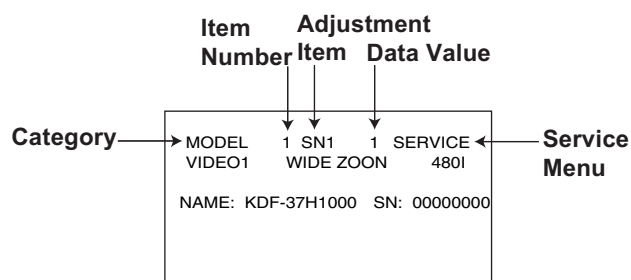 Item Number
Adjustment Item
Data Value
Category
MODEL 1 SN1 1 SERVICE
Service Menu
VIDEO1 WIDE ZOON 480I
NAME: KDF-37H1000 SN: 00000000